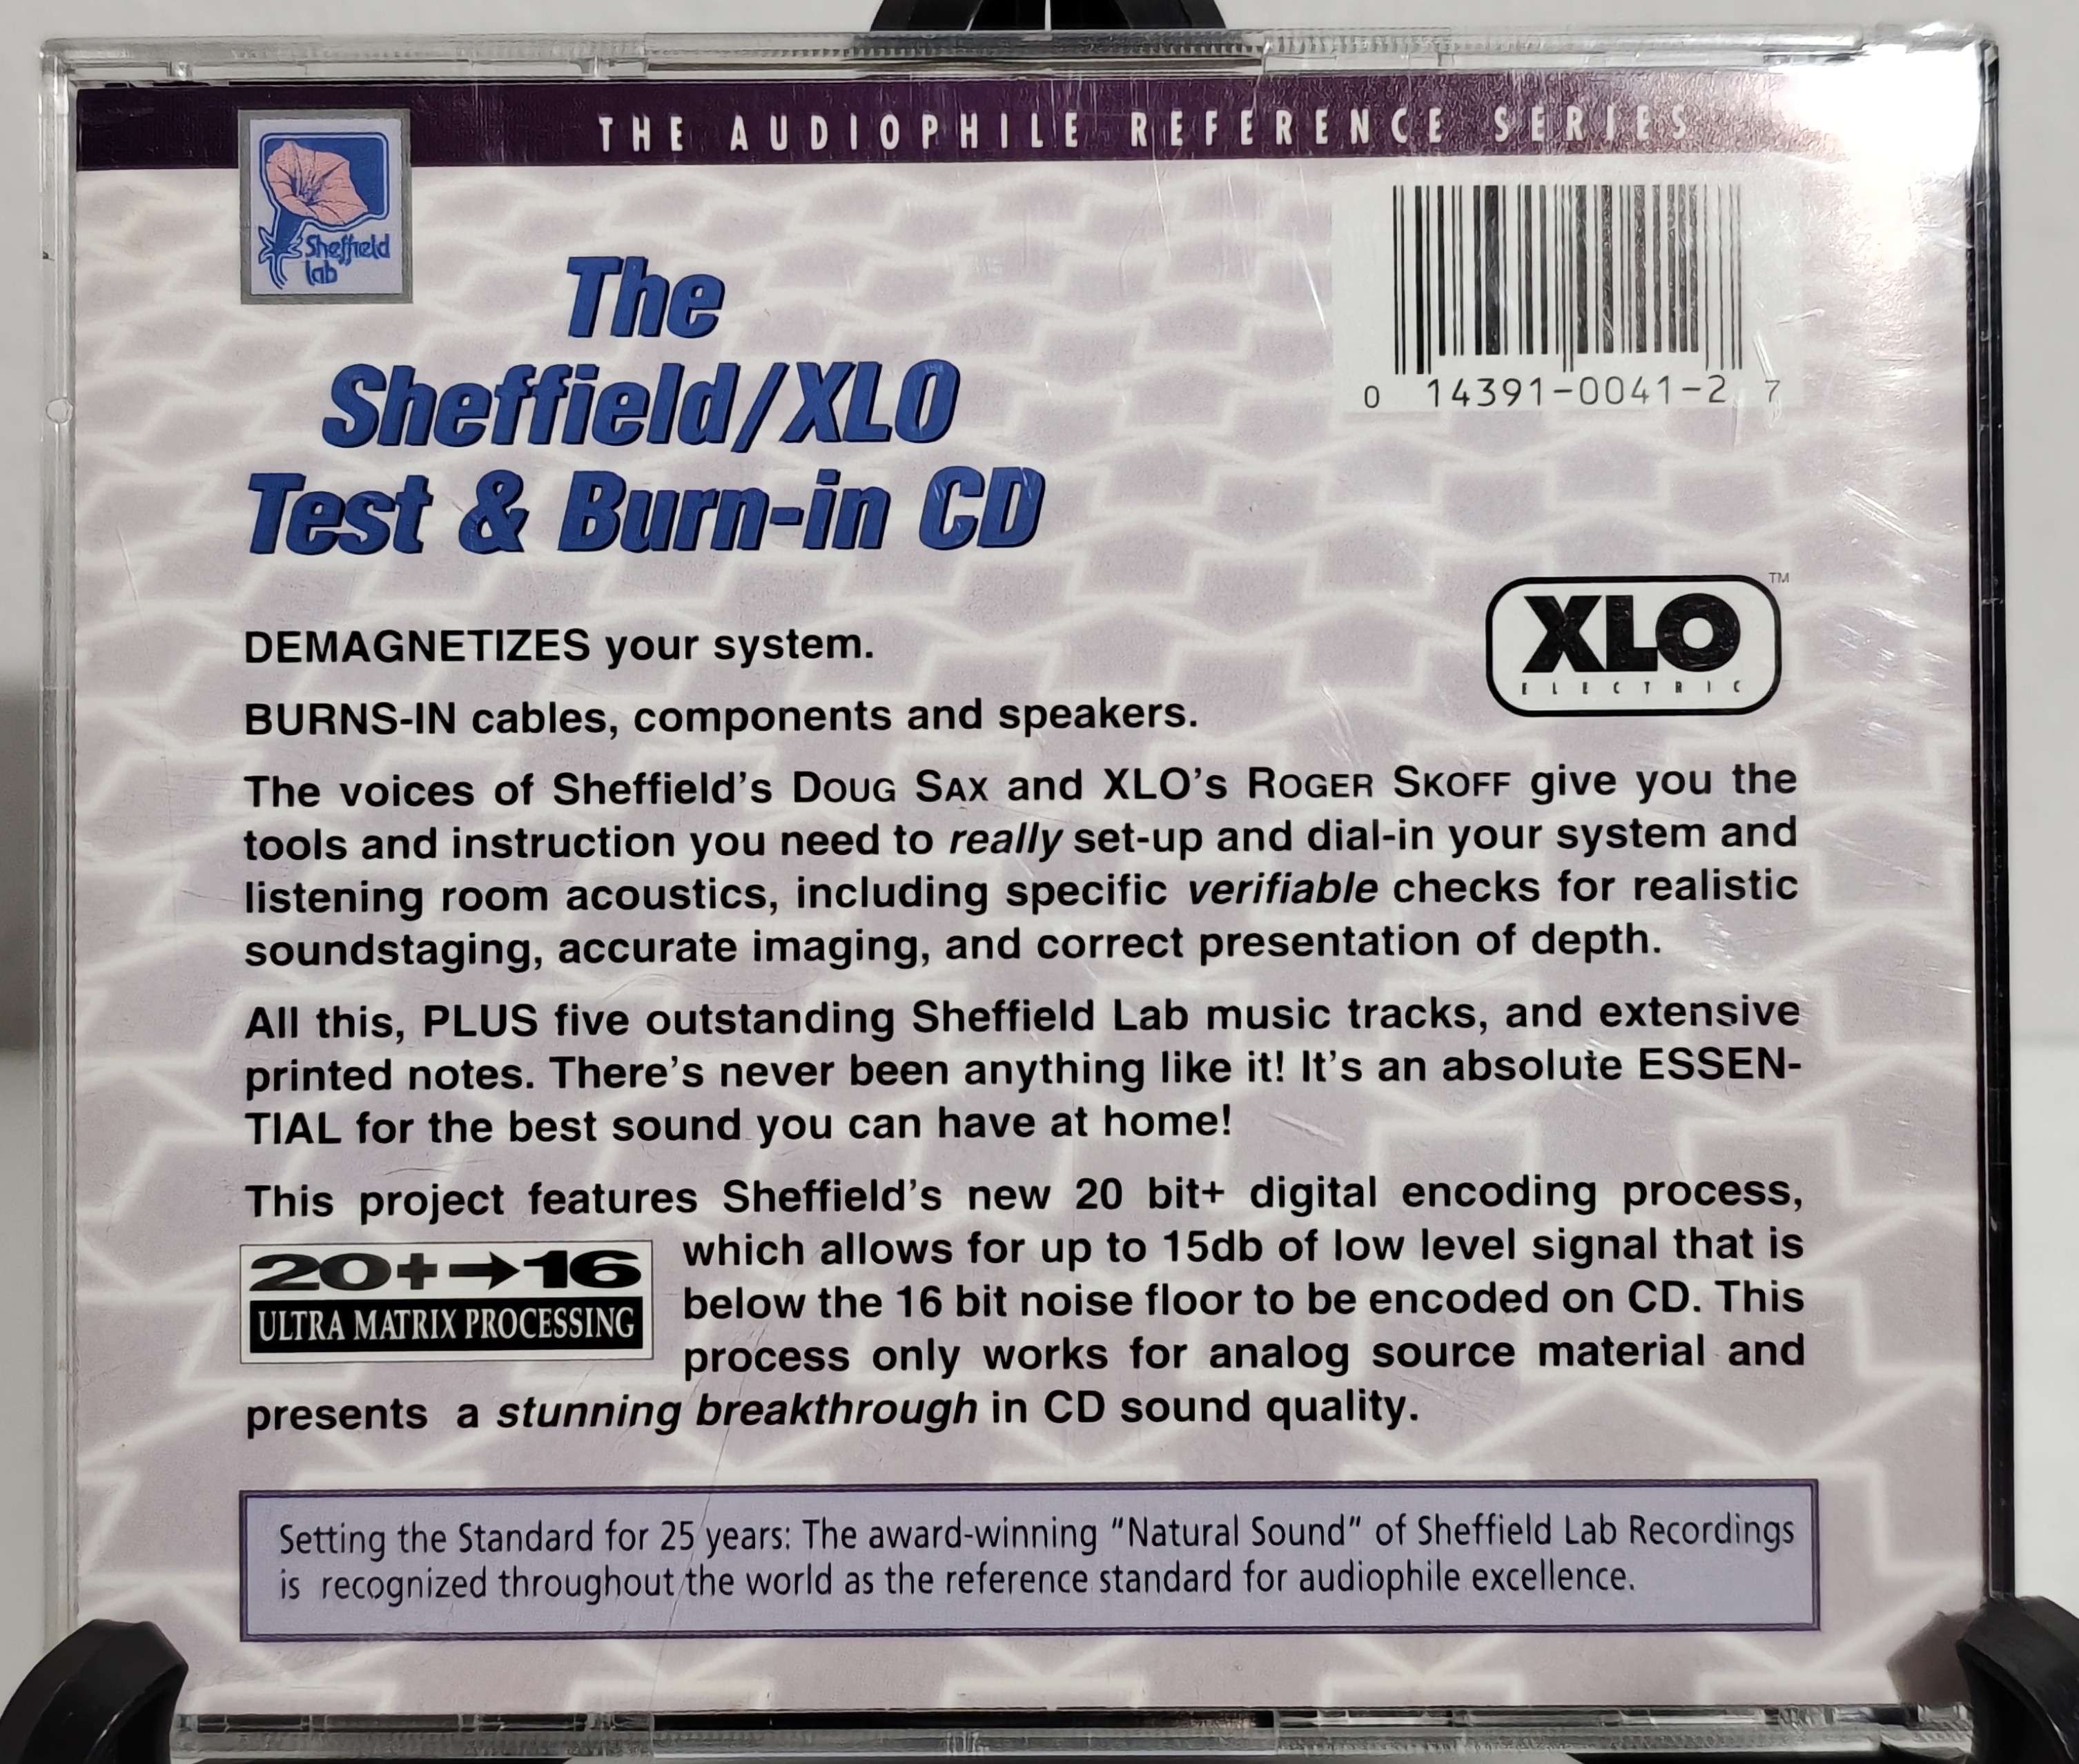 THE AUDIOPHILE REFERENCE SERIES
Sheffield
lab
0 14391-0041-2 7
The
Sheffield/XLO
Test & Burn-in CD
XLO TM
ELECTRIC
DEMAGNETIZES your system.
BURNS-IN cables, components and speakers.
The voices of Sheffield's DOUG SAX and XLO's ROGER SKOFF give you the
tools and instruction you need to really set-up and dial-in your system and
listening room acoustics, including specific verifiable checks for realistic
soundstaging, accurate imaging, and correct presentation of depth.
All this, PLUS five outstanding Sheffield Lab music tracks, and extensive
printed notes. There's never been anything like it! It's an absolute ESSEN-
TIAL for the best sound you can have at home!
This project features Sheffield's new 20 bit+ digital encoding process,
20+→16
ULTRA MATRIX PROCESSING
which allows for up to 15db of low level signal that is
below the 16 bit noise floor to be encoded on CD. This
process only works for analog source material and
presents a stunning breakthrough in CD sound quality.
Setting the Standard for 25 years: The award-winning "Natural Sound" of Sheffield Lab Recordings
is recognized throughout the world as the reference standard for audiophile excellence.